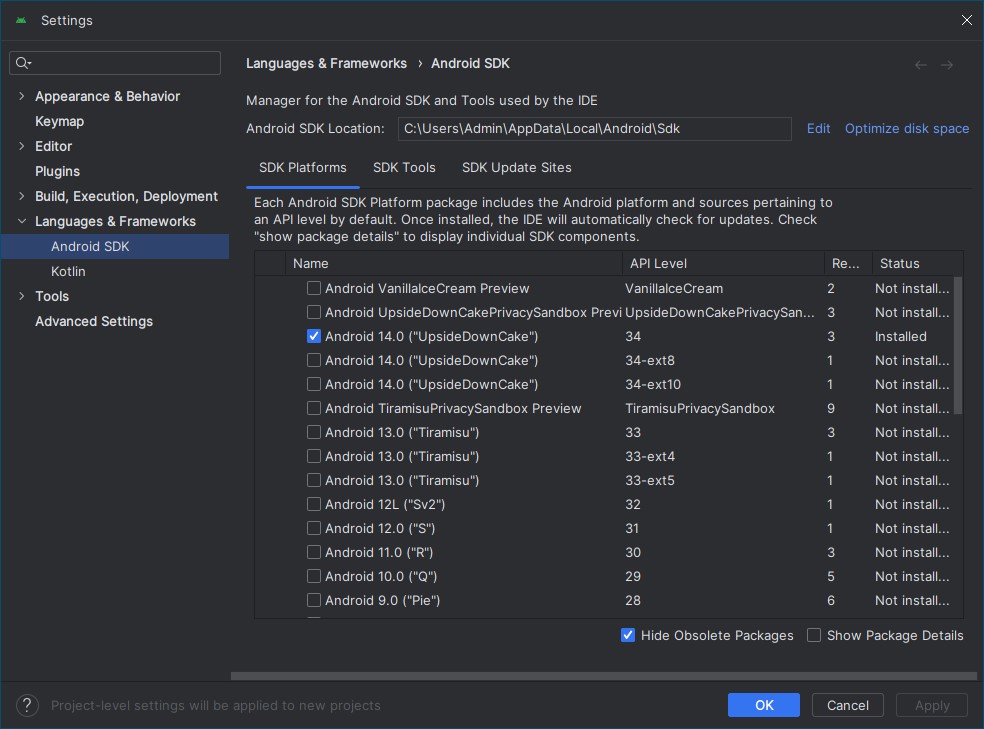 Settings
Languages & Frameworks › Android SDK
Appearance & Behavior
Keymap
Editor
Plugins
Build, Execution, Deployment
Languages & Frameworks
Android SDK
Kotlin
Tools
Advanced Settings
Manager for the Android SDK and Tools used by the IDE
Android SDK Location: C:\Users\Admin\AppData\Local\Android\Sdk Edit Optimize disk space
SDK Platforms SDK Tools SDK Update Sites
Each Android SDK Platform package includes the Android platform and sources pertaining to
an API level by default. Once installed, the IDE will automatically check for updates. Check
"show package details" to display individual SDK components.
Name API Level Re... Status
Android VanillaIceCream Preview VanillaIceCream 2 Not install...
Android UpsideDownCakePrivacySandbox Previ UpsideDownCakePrivacySan... 3 Not install...
Android 14.0 ("UpsideDownCake") 34 3 Installed
Android 14.0 ("UpsideDownCake") 34-ext8 1 Not install...
Android 14.0 ("UpsideDownCake") 34-ext10 1 Not install...
Android TiramisuPrivacySandbox Preview TiramisuPrivacySandbox 9 Not install...
Android 13.0 ("Tiramisu") 33 3 Not install...
Android 13.0 ("Tiramisu") 33-ext4 1 Not install...
Android 13.0 ("Tiramisu") 33-ext5 1 Not install...
Android 12L ("Sv2") 32 1 Not install...
Android 12.0 ("S") 31 1 Not install...
Android 11.0 ("R") 30 3 Not install...
Android 10.0 ("Q") 29 5 Not install...
Android 9.0 ("Pie") 28 6 Not install...
Hide Obsolete Packages Show Package Details
? Project-level settings will be applied to new projects
OK Cancel Apply